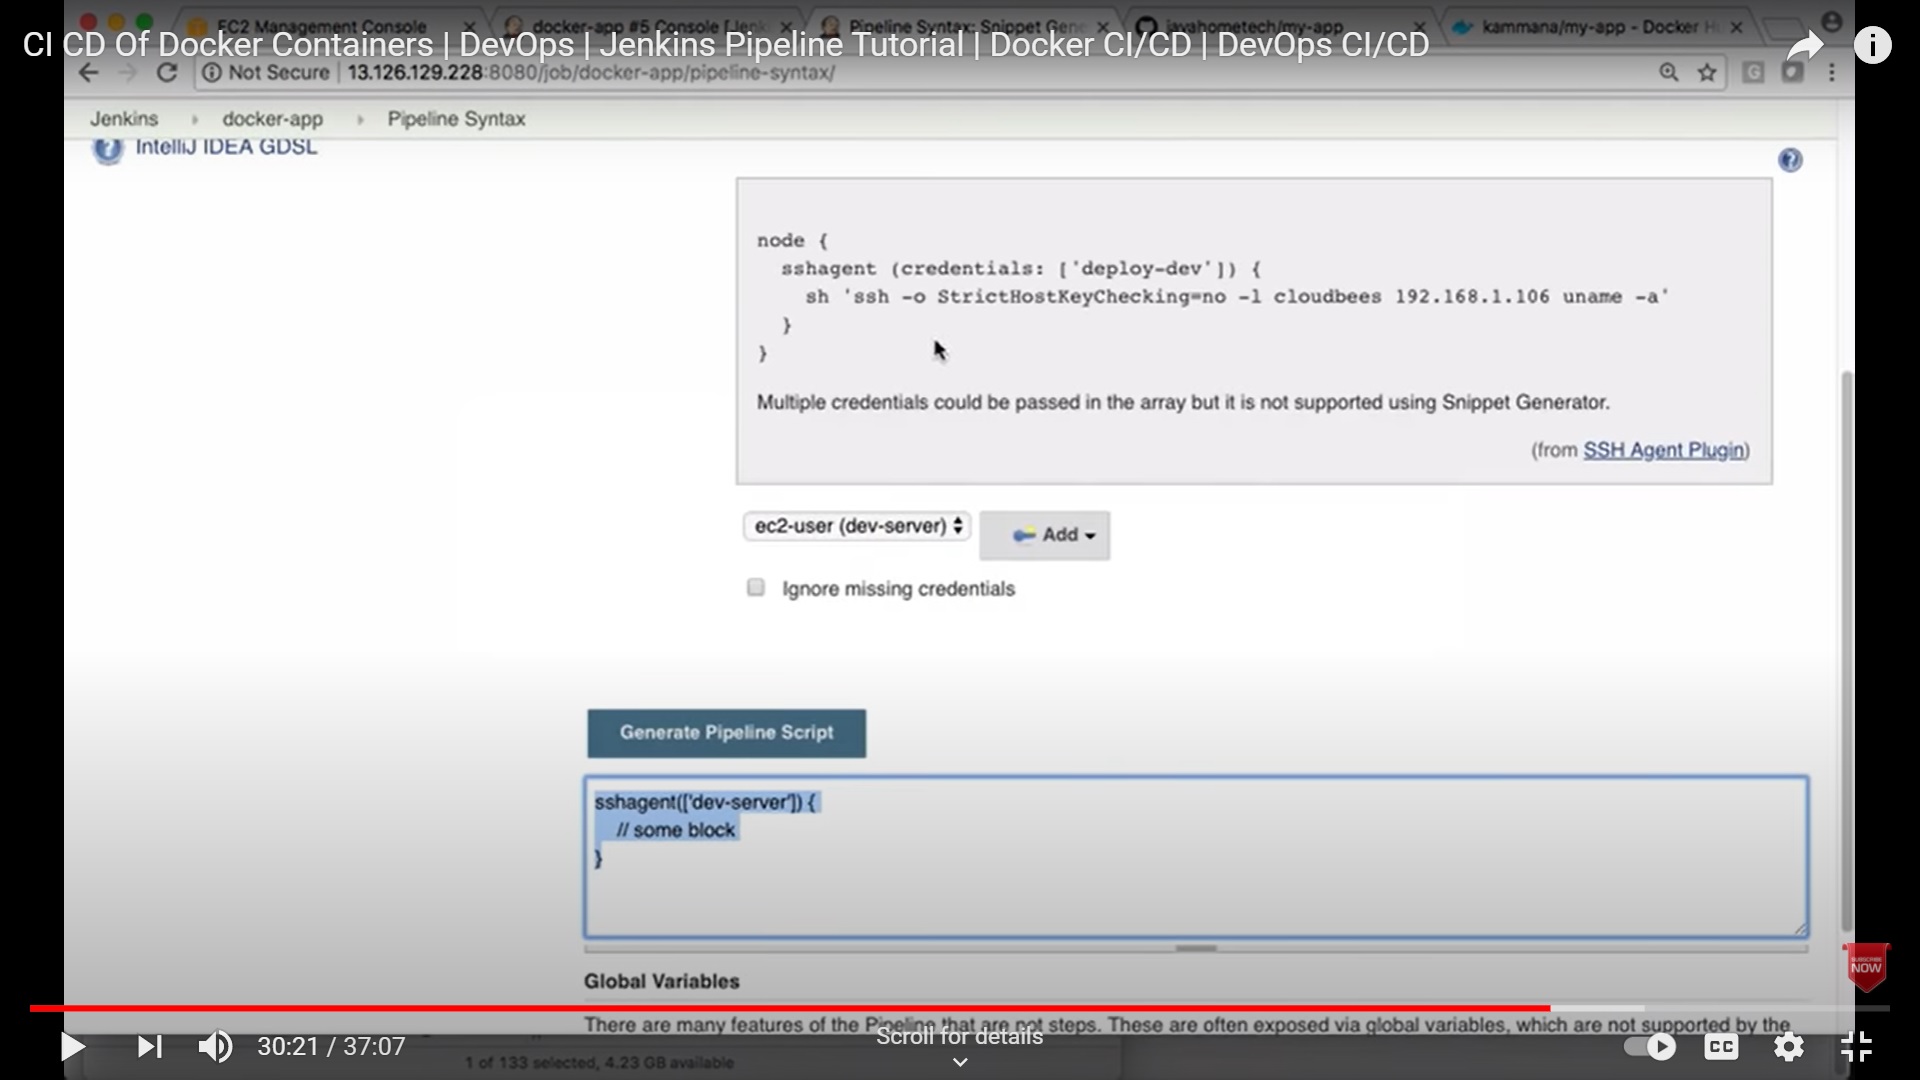 EC2 Management Console
docker-app #5 Console [Jenk
Pipeline Syntax: Snippet Gene
javahometech/my-app
kammana/my-app - Docker H
CI CD Of Docker Containers | DevOps | Jenkins Pipeline Tutorial | Docker CI/CD | DevOps CI/CD
Not Secure | 13.126.129.228:8080/job/docker-app/pipeline-syntax/
Jenkins docker-app Pipeline Syntax
IntelliJ IDEA GDSL
node {
sshagent (credentials: ['deploy-dev']) {
sh 'ssh -o StrictHostKeyChecking=no -l cloudbees 192.168.1.106 uname -a'
}
}
Multiple credentials could be passed in the array but it is not supported using Snippet Generator.
(from SSH Agent Plugin)
ec2-user (dev-server)
Add
Ignore missing credentials
Generate Pipeline Script
sshagent(['dev-server']) {
// some block
}
Global Variables
SUBSCRIBE
NOW
There are many features of the Pipeline that are not steps. These are often exposed via global variables, which are not supported by the
Scroll for details
30:21 / 37:07
CC
1 of 133 selected, 4.23 GB available